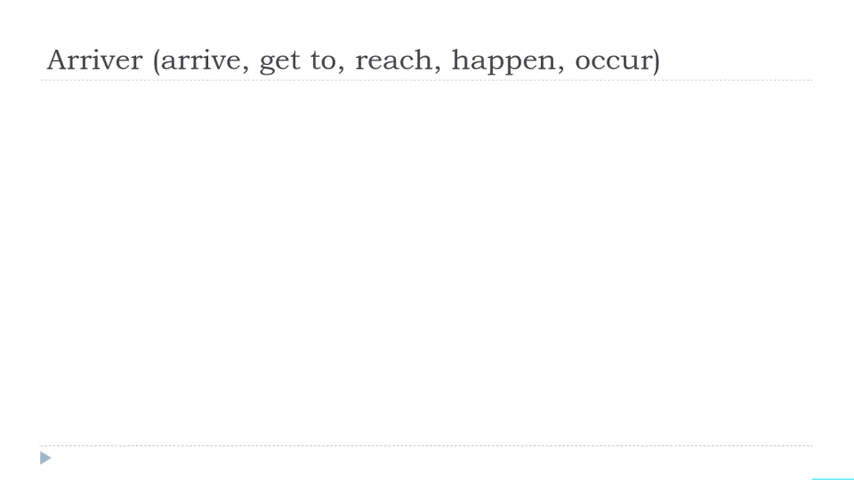 Arriver (arrive, get to, reach, happen, occur)